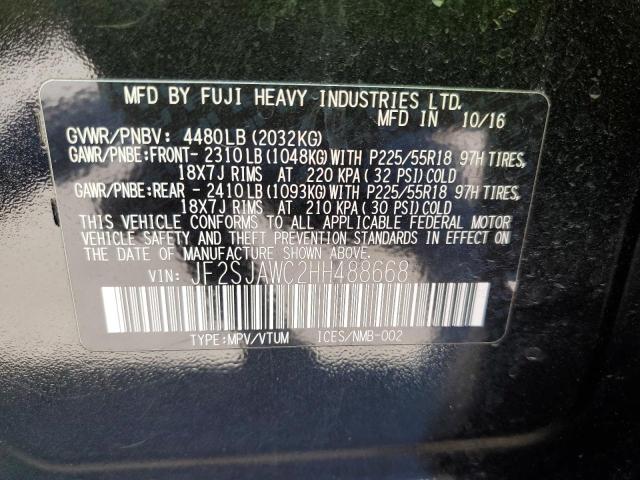 MFD BY FUJI HEAVY INDUSTRIES LTD.
MFD IN 10/16
GVWR/PNBV: 4480LB(2032KG)
GAWR/PNBE:FRONT- 2310LB(1048KG)WITH P225/55R18 97H TIRES,
18X7J RIMS AT 220 KPA(32 PSI)COLD
GAWR/PNBE:REAR - 2410LB(1093KG)WITH P225/55R18 97H TIRES,
18X7J RIMS AT 210 KPA(30 PSI)COLD
THIS VEHICLE CONFORMS TO ALL APPLICABLE FEDERAL MOTOR
VEHICLE SAFETY AND THEFT PREVENTION STANDARDS IN EFFECT ON
THE DATE OF MANUFACTURE SHOWN ABOVE.
VIN: JF2SJAWC2HH488668
TYPE:MPV/VTUM ICES/NMB-002